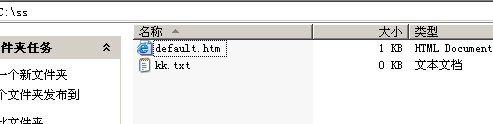 C:\ss
名称 大小 类型
件夹任务
default.htm 1 KB HTML Document
一个新文件夹
kk.txt 0 KB 文本文档
个文件夹发布到